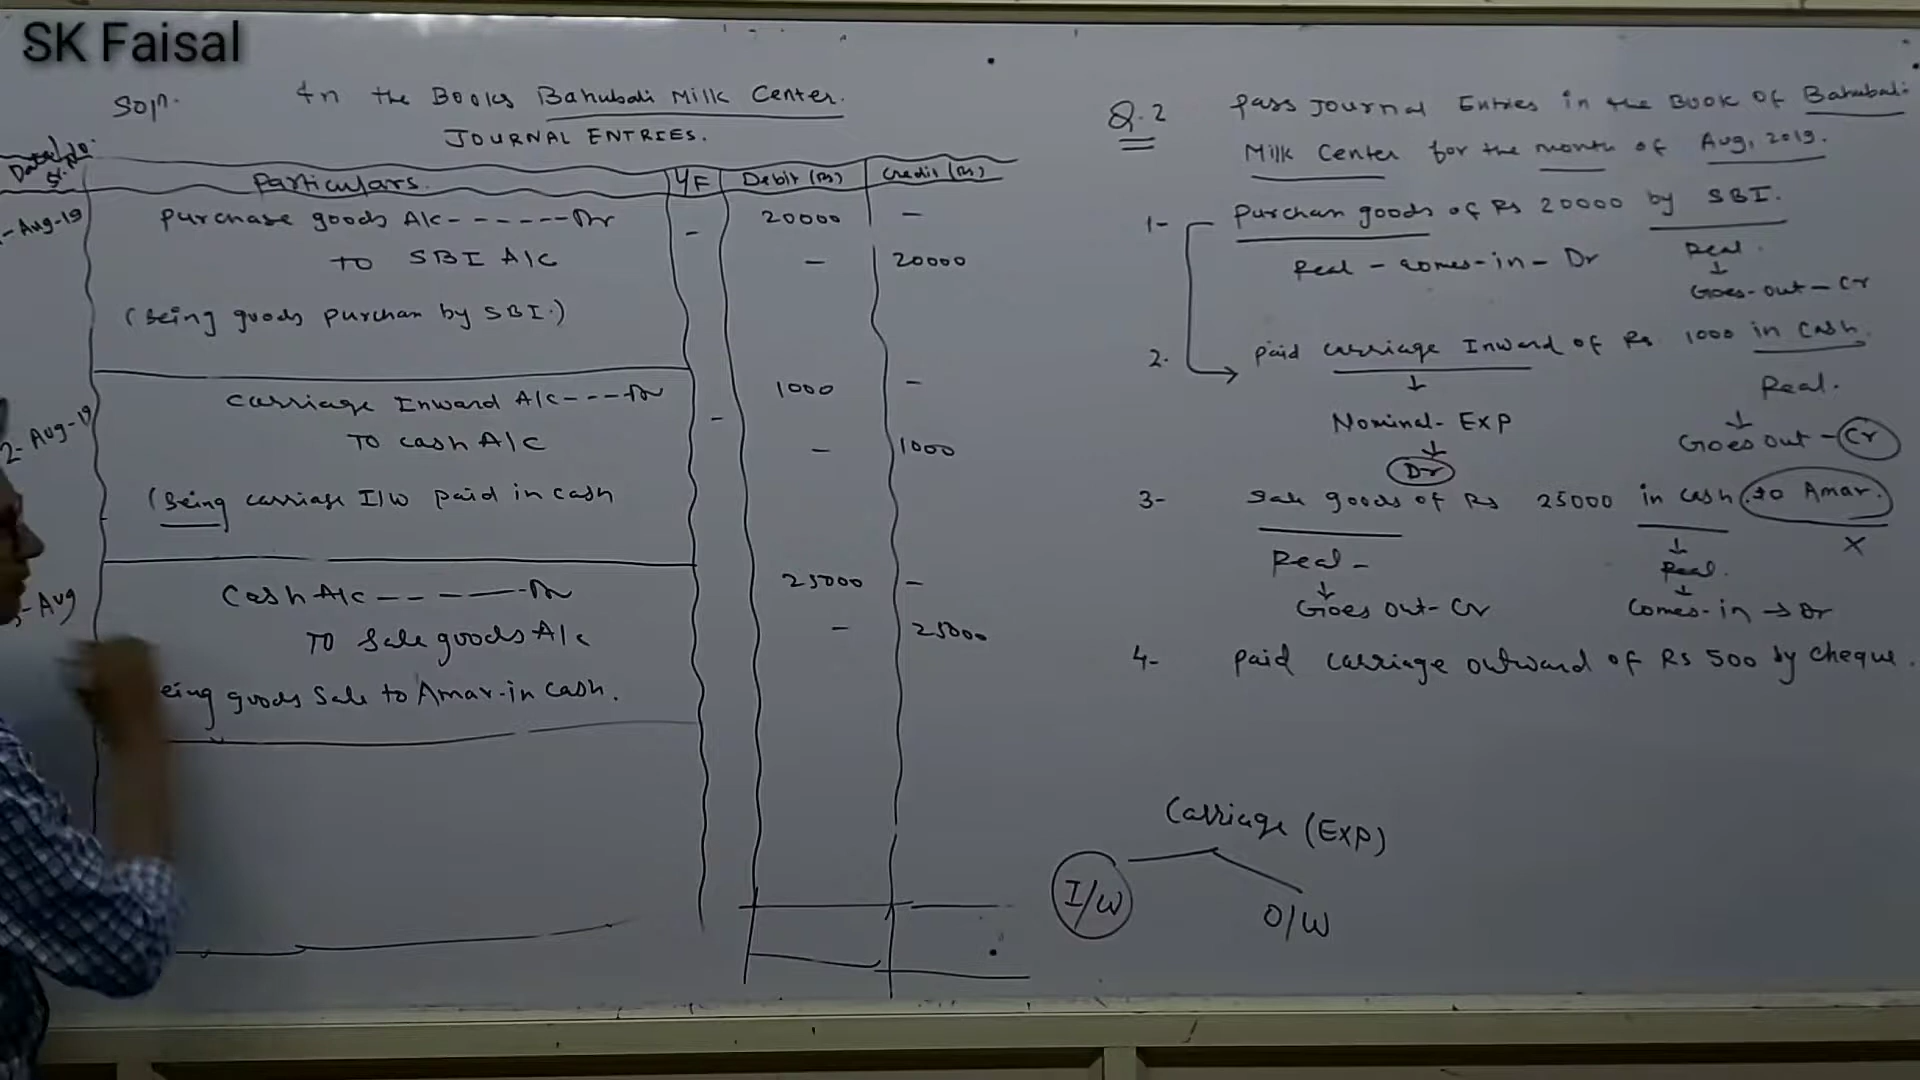 SK Faisal
Soln.
In the Books Bahubali Milk Center.
JOURNAL ENTRIES.
Particulars. L/F Debit (Rs) Credit (Rs)
-Aug-19 Purchase goods A/c - - - - - - Dr - 20000 -
To SBI A/c - 20000
(Being goods purchan by SBI.)
2-Aug-19 Carriage Inward A/c - - - Dr - 1000 -
To cash A/c - 1000
(Being carriage I/W paid in cash
-Aug Cash A/c - - - - - Dr 25000 -
To Sale goods A/c - 25000
eing goods Sale to Amar-in cash.
Q.2 Pass Journal Entries in the Book of Bahubali
Milk Center for the month of Aug, 2019.
1- Purchan goods of Rs 20000 by SBI.
Real - comes-in - Dr
Real.
Goes-out - Cr
2. Paid carriage Inward of Rs 1000 in cash.
Nominal - Exp
Dr
Real.
Goes out - Cr
3- Sale goods of Rs 25000 in cash to Amar.
X
Real -
Goes out - Cr
Real.
Comes-in → Dr
4- Paid carriage outward of Rs 500 by cheque.
Carriage (EXP)
I/W O/W